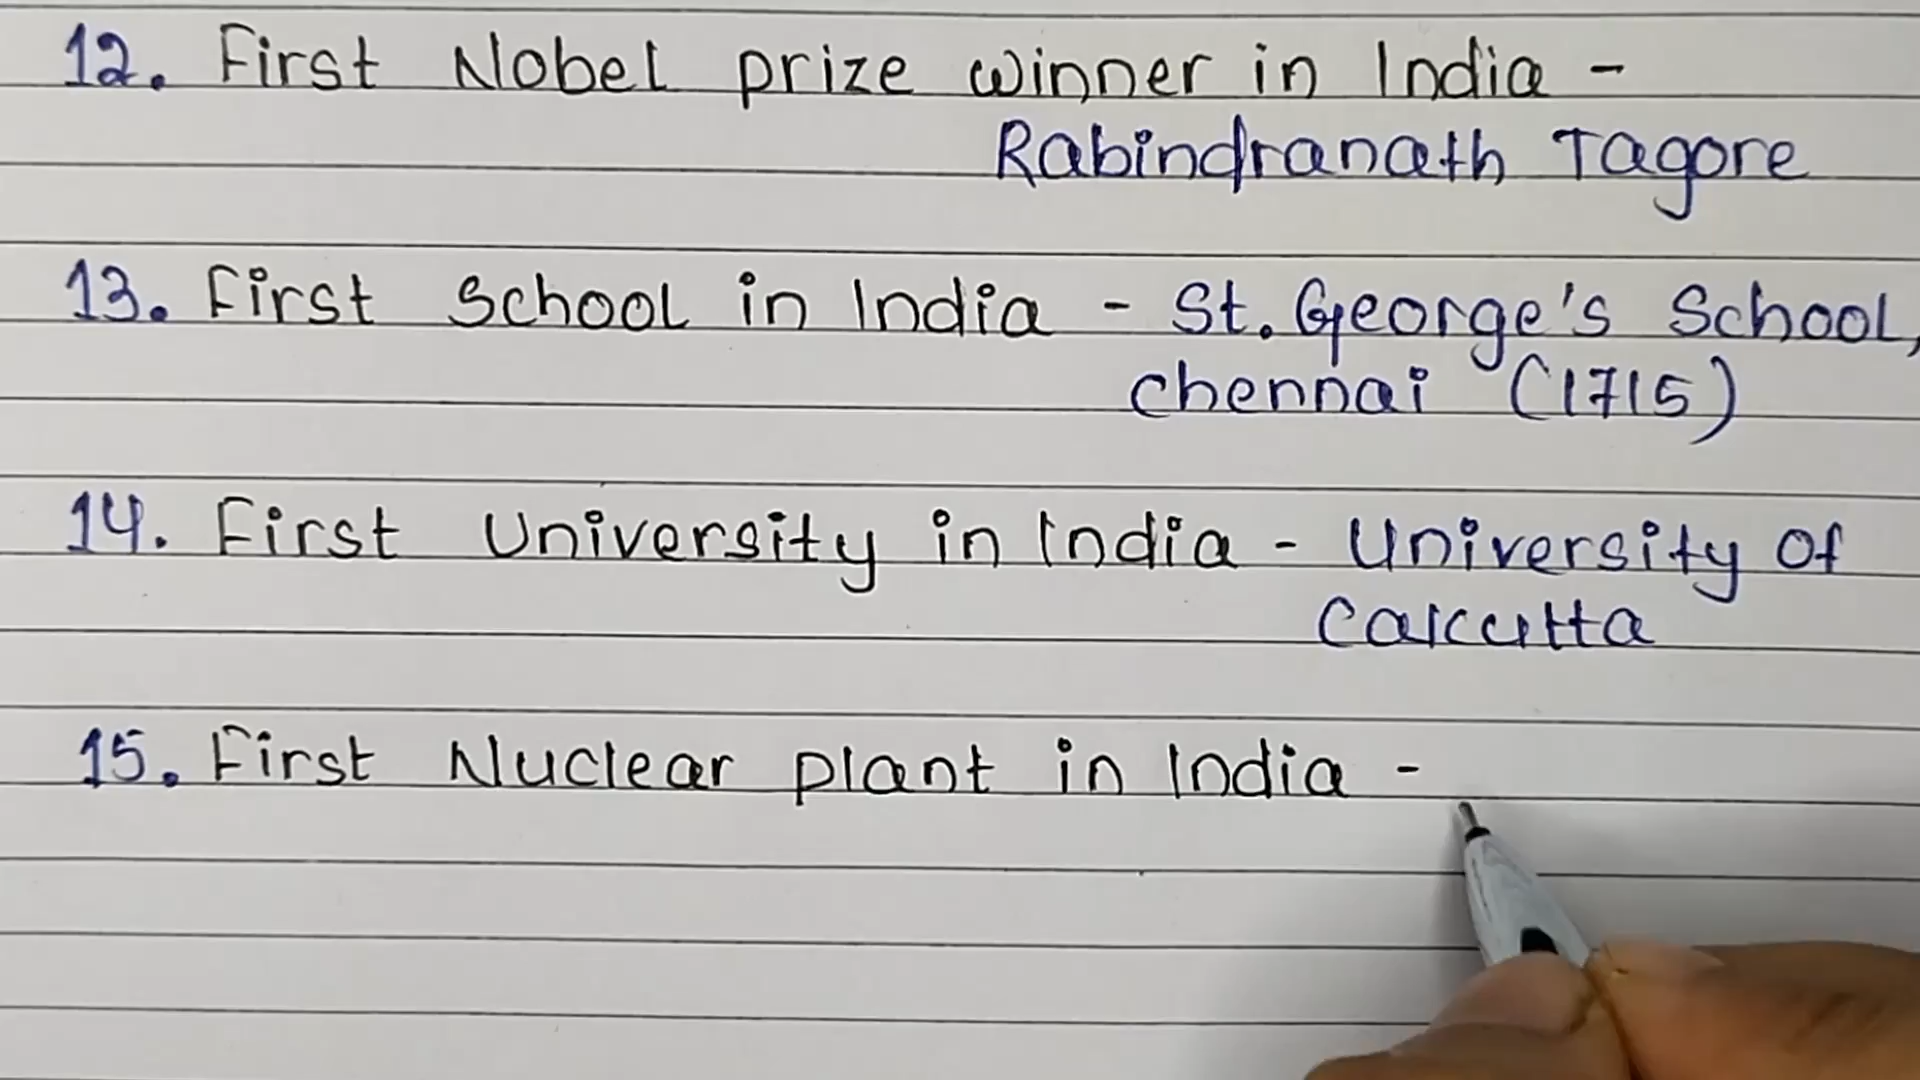 12. First Nobel prize winner in India -
Rabindranath Tagore
13. First School in India - St. George's School,
Chennai (1715)
14. First University in India - University of
Calcutta
15. First Nuclear plant in India -